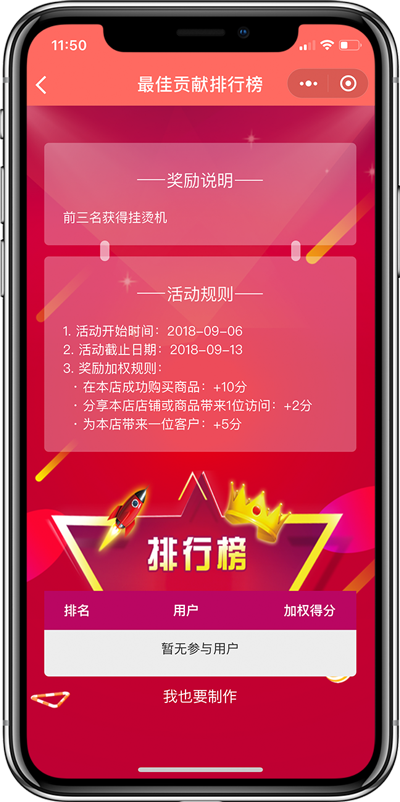 11:50
最佳贡献排行榜
奖励说明
前三名获得挂烫机
活动规则
1. 活动开始时间：2018-09-06
2. 活动截止日期：2018-09-13
3. 奖励加权规则：
· 在本店成功购买商品：+10分
· 分享本店店铺或商品带来1位访问：+2分
· 为本店带来一位客户：+5分
排行榜
排名 用户 加权得分
暂无参与用户
我也要制作